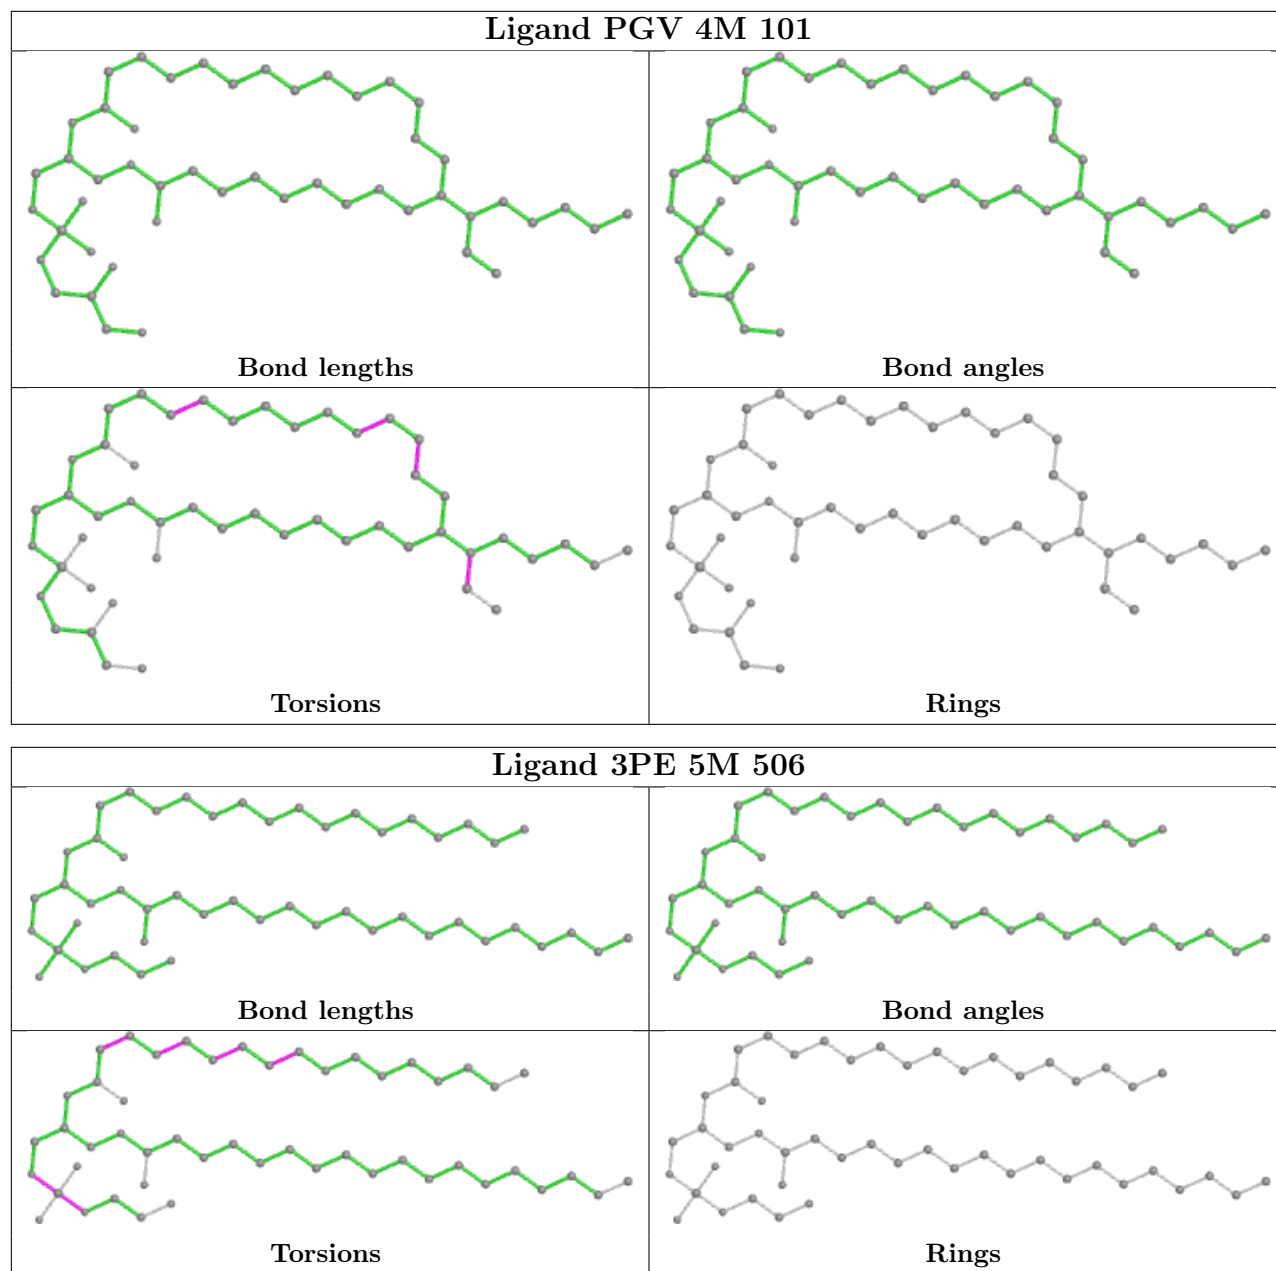 Ligand PGV 4M 101
Bond lengths
Bond angles
Torsions
Rings
Ligand 3PE 5M 506
Bond lengths
Bond angles
Torsions
Rings